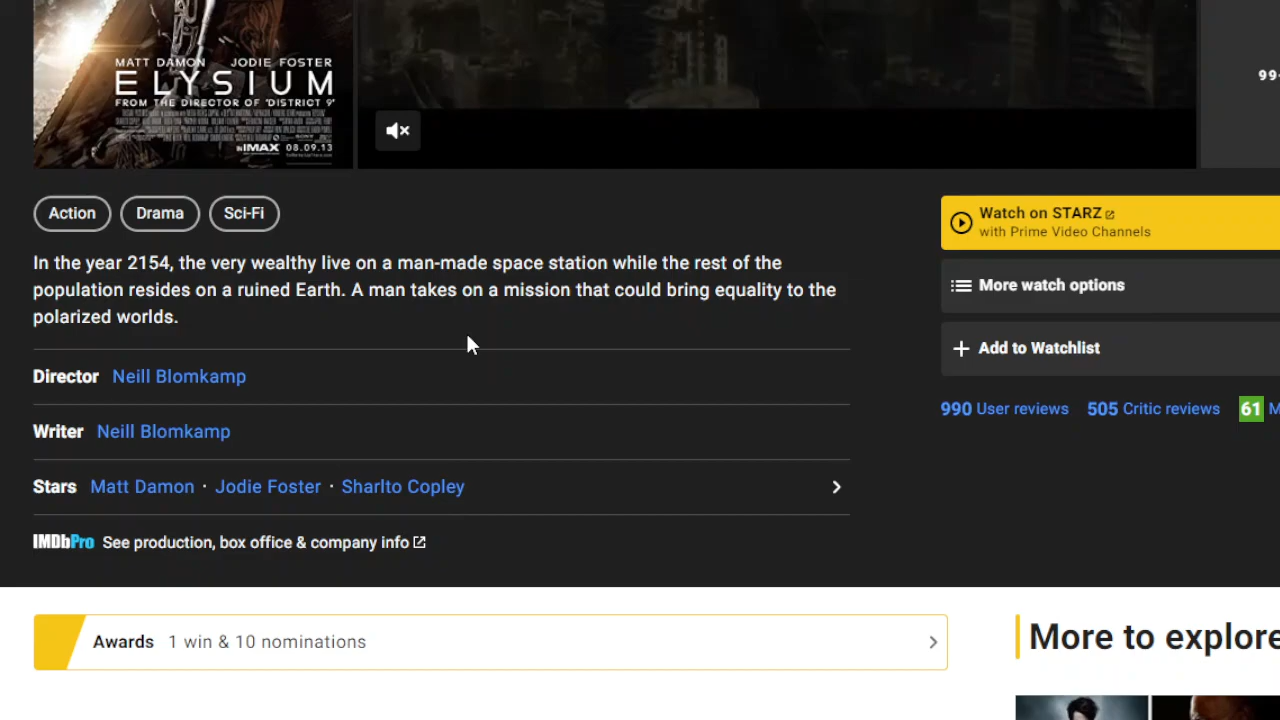 MATT DAMON JODIE FOSTER
ELYSIUM
FROM THE DIRECTOR OF 'DISTRICT 9'
IMAX 08.09.13
99
Action
Drama
Sci-Fi
In the year 2154, the very wealthy live on a man-made space station while the rest of the
population resides on a ruined Earth. A man takes on a mission that could bring equality to the
polarized worlds.
Director Neill Blomkamp
Writer Neill Blomkamp
Stars Matt Damon · Jodie Foster · Sharlto Copley
IMDbPro See production, box office & company info
Watch on STARZ
with Prime Video Channels
More watch options
+ Add to Watchlist
990 User reviews 505 Critic reviews 61 M
Awards 1 win & 10 nominations
More to explore